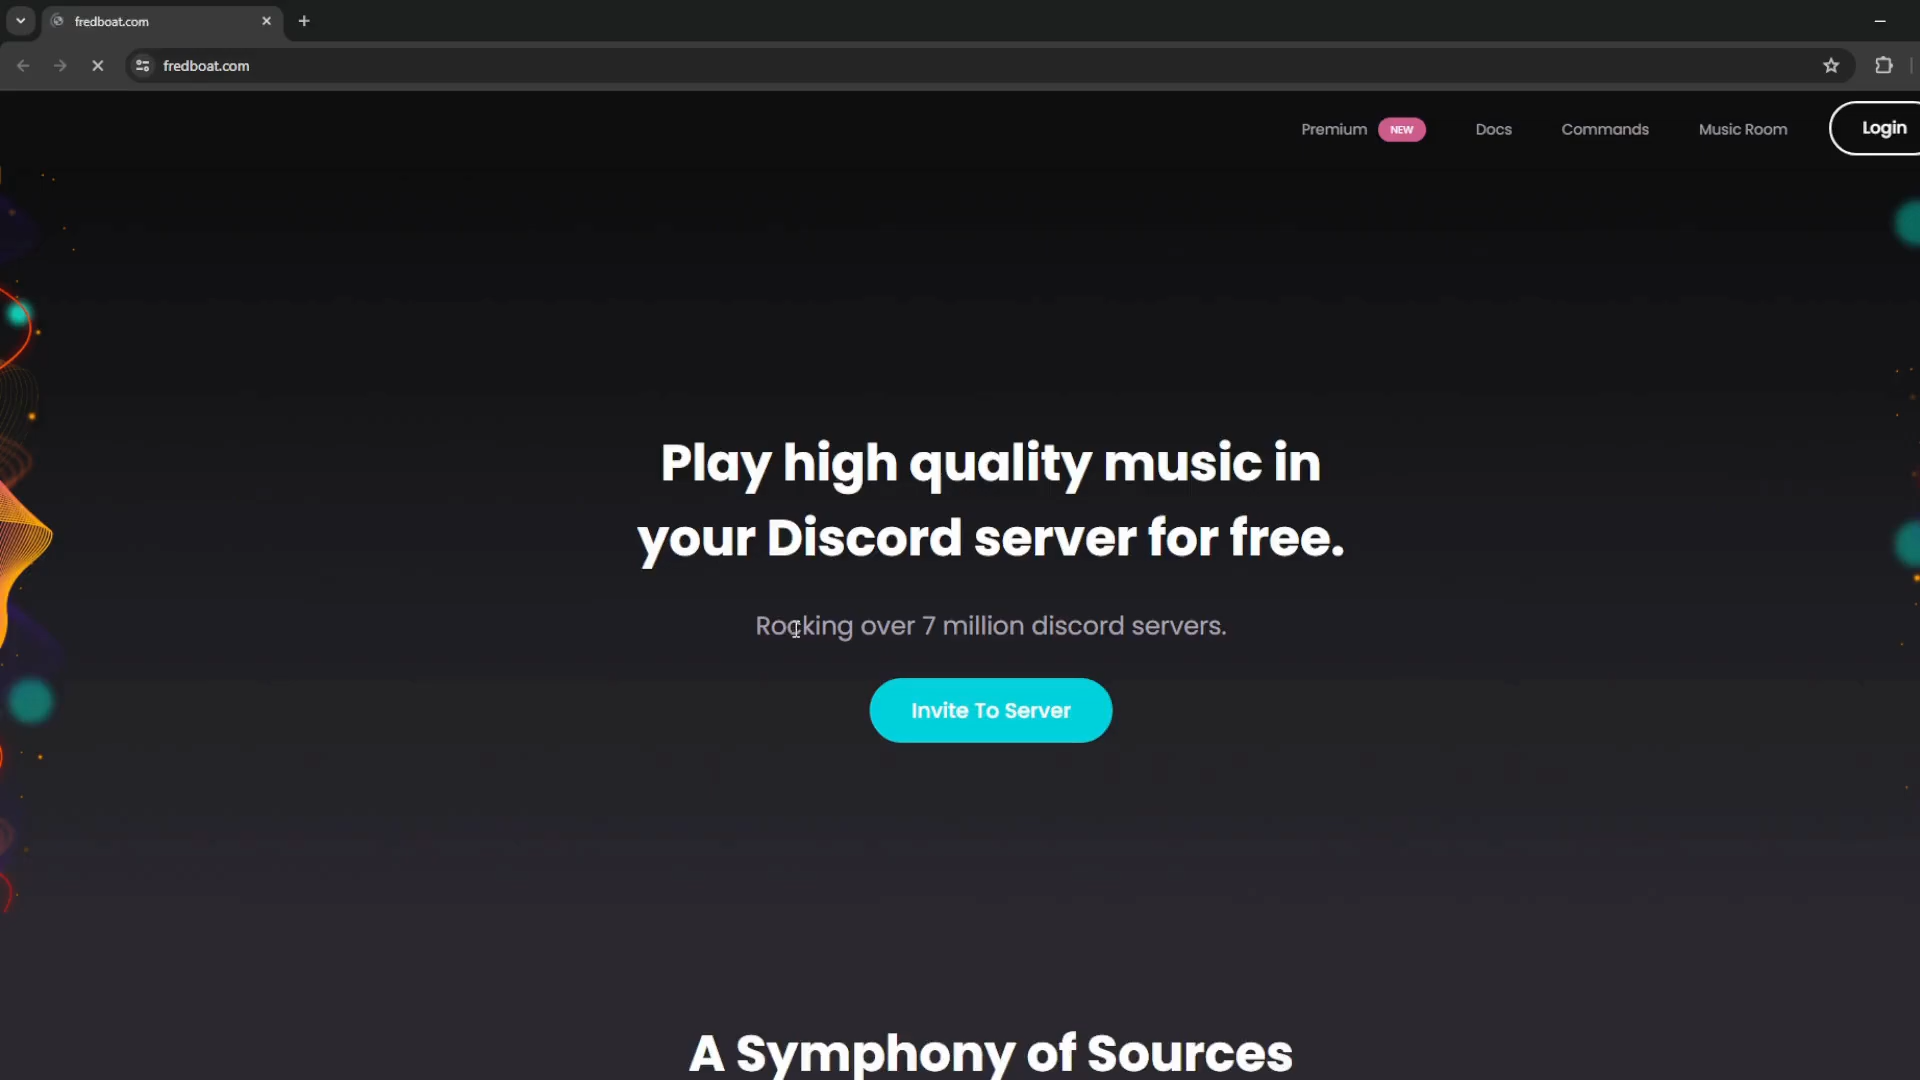 fredboat.com
fredboat.com
Premium NEW Docs Commands Music Room Login
Play high quality music in
your Discord server for free.
Rocking over 7 million discord servers.
Invite To Server
A Symphony of Sources